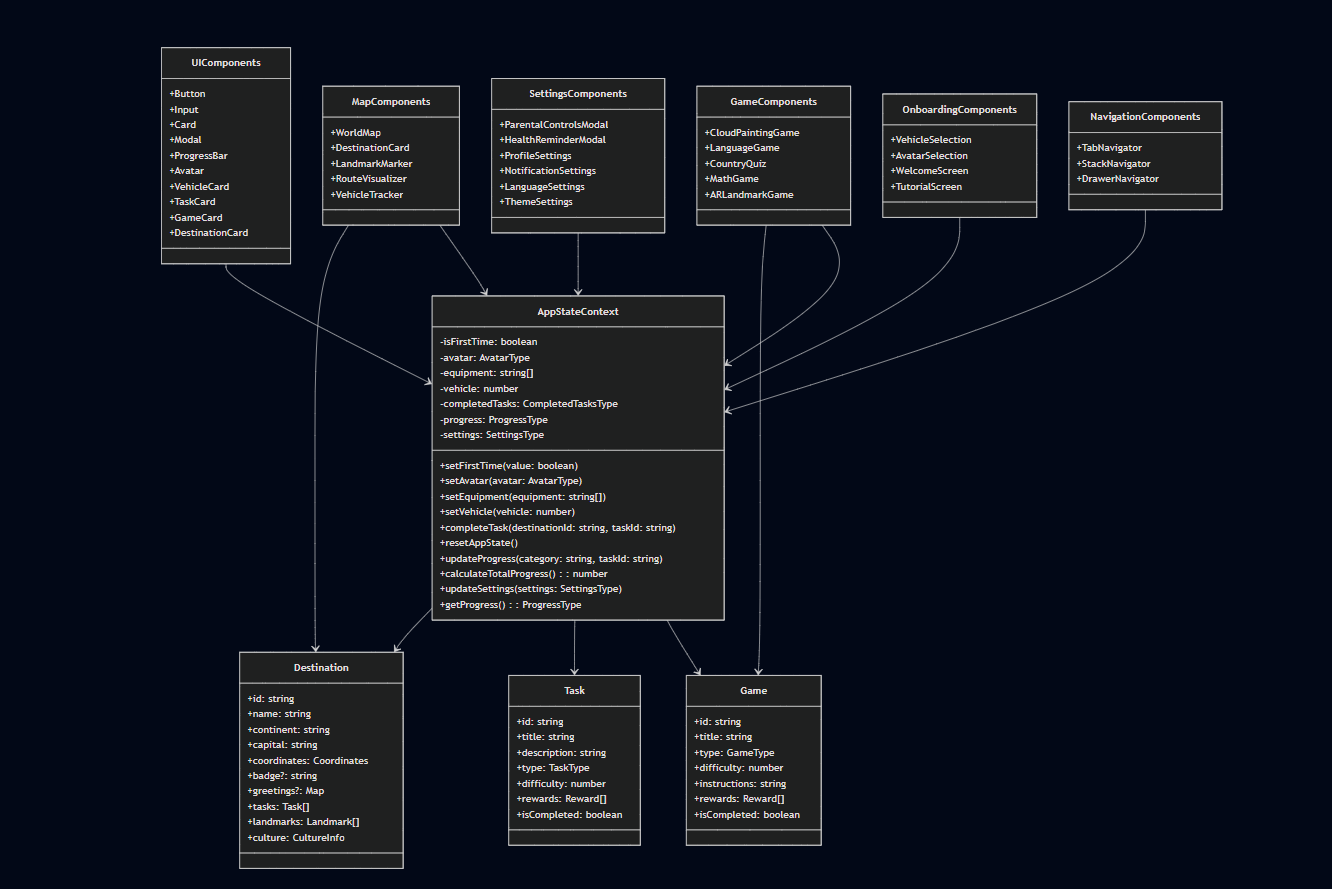 UIComponents
+Button
+Input
+Card
+Modal
+ProgressBar
+Avatar
+VehicleCard
+TaskCard
+GameCard
+DestinationCard
MapComponents
+WorldMap
+DestinationCard
+LandmarkMarker
+RouteVisualizer
+VehicleTracker
SettingsComponents
+ParentalControlsModal
+HealthReminderModal
+ProfileSettings
+NotificationSettings
+LanguageSettings
+ThemeSettings
GameComponents
+CloudPaintingGame
+LanguageGame
+CountryQuiz
+MathGame
+ARLandmarkGame
OnboardingComponents
+VehicleSelection
+AvatarSelection
+WelcomeScreen
+TutorialScreen
NavigationComponents
+TabNavigator
+StackNavigator
+DrawerNavigator
AppStateContext
-isFirstTime: boolean
-avatar: AvatarType
-equipment: string[]
-vehicle: number
-completedTasks: CompletedTasksType
-progress: ProgressType
-settings: SettingsType
+setFirstTime(value: boolean)
+setAvatar(avatar: AvatarType)
+setEquipment(equipment: string[])
+setVehicle(vehicle: number)
+completeTask(destinationId: string, taskId: string)
+resetAppState()
+updateProgress(category: string, taskId: string)
+calculateTotalProgress() : : number
+updateSettings(settings: SettingsType)
+getProgress() : : ProgressType
Destination
+id: string
+name: string
+continent: string
+capital: string
+coordinates: Coordinates
+badge?: string
+greetings?: Map
+tasks: Task[]
+landmarks: Landmark[]
+culture: CultureInfo
Task
+id: string
+title: string
+description: string
+type: TaskType
+difficulty: number
+rewards: Reward[]
+isCompleted: boolean
Game
+id: string
+title: string
+type: GameType
+difficulty: number
+instructions: string
+rewards: Reward[]
+isCompleted: boolean